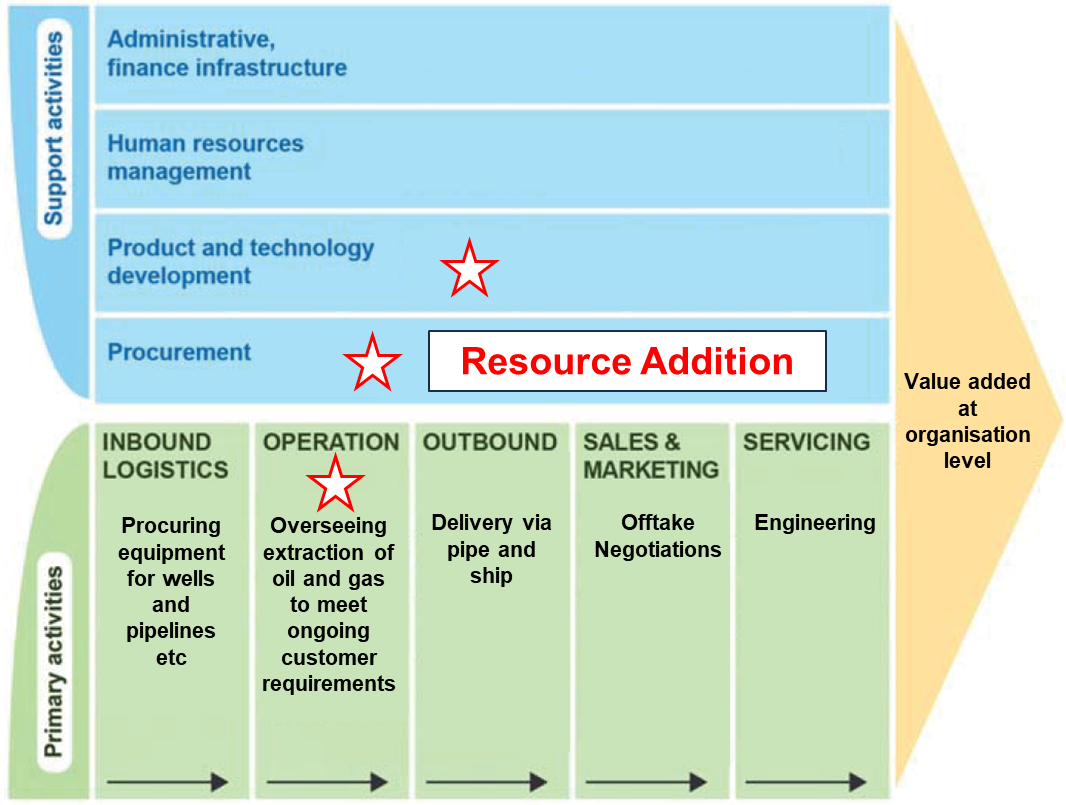 Support activities
Administrative,
finance infrastructure
Human resources
management
Product and technology
development
Procurement
Resource Addition
Value added
at
organisation
level
Primary activities
INBOUND
LOGISTICS
Procuring
equipment
for wells
and
pipelines
etc
OPERATION
Overseeing
extraction of
oil and gas
to meet
ongoing
customer
requirements
OUTBOUND
Delivery via
pipe and
ship
SALES &
MARKETING
Offtake
Negotiations
SERVICING
Engineering